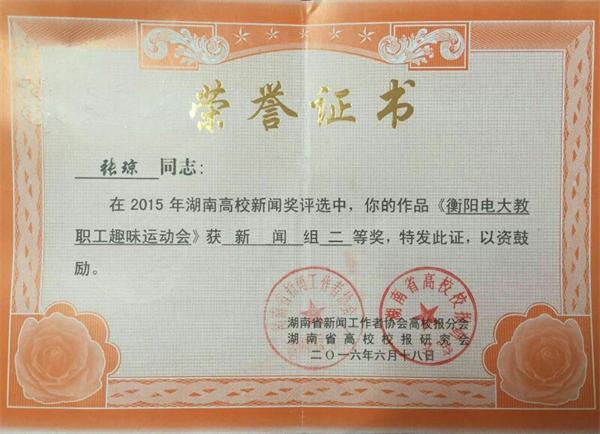 荣誉证书
张琼 同志:
在2015年湖南高校新闻奖评选中，你的作品《衡阳电大教
职工趣味运动会》获 新 闻 组 二 等奖，特发此证，以资鼓
励。
湖南省新闻工作者协会高校报分会
湖南省高校校报研究会
二〇一六年六月十八日